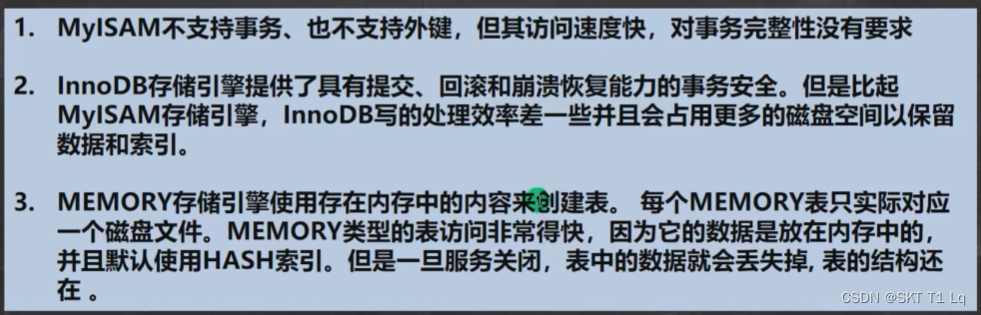 1. MyISAM不支持事务、也不支持外键，但其访问速度快，对事务完整性没有要求
2. InnoDB存储引擎提供了具有提交、回滚和崩溃恢复能力的事务安全。但是比起
MyISAM存储引擎，InnoDB写的处理效率差一些并且会占用更多的磁盘空间以保留
数据和索引。
3. MEMORY存储引擎使用存在内存中的内容来创建表。 每个MEMORY表只实际对应
一个磁盘文件。MEMORY类型的表访问非常得快，因为它的数据是放在内存中的，
并且默认使用HASH索引。但是一旦服务关闭，表中的数据就会丢失掉, 表的结构还
在 。
CSDN @SKT T1 Lq